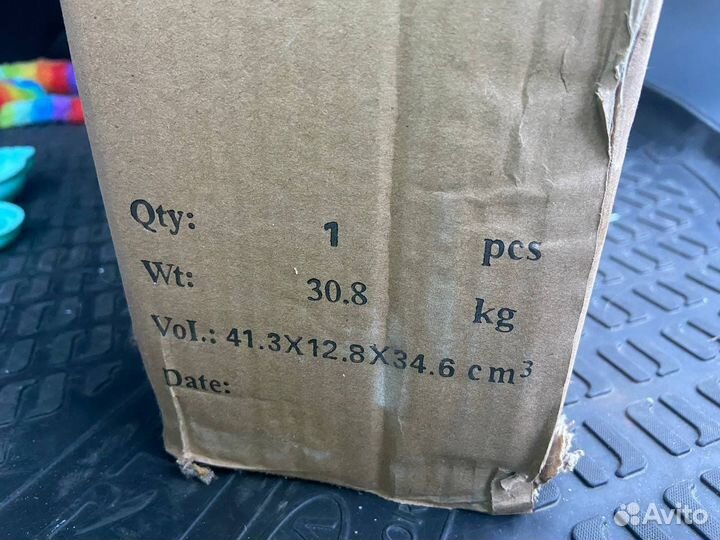 Qty: 1 pcs
Wt: 30.8 kg
Vol.: 41.3X12.8X34.6 cm³
Date:
Avito